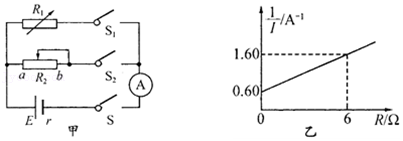 R₁
S₁
a R₂ b
S₂
A
E r
S
甲
1/I /A⁻¹
1.60
0.60
0
6
R/Ω
乙